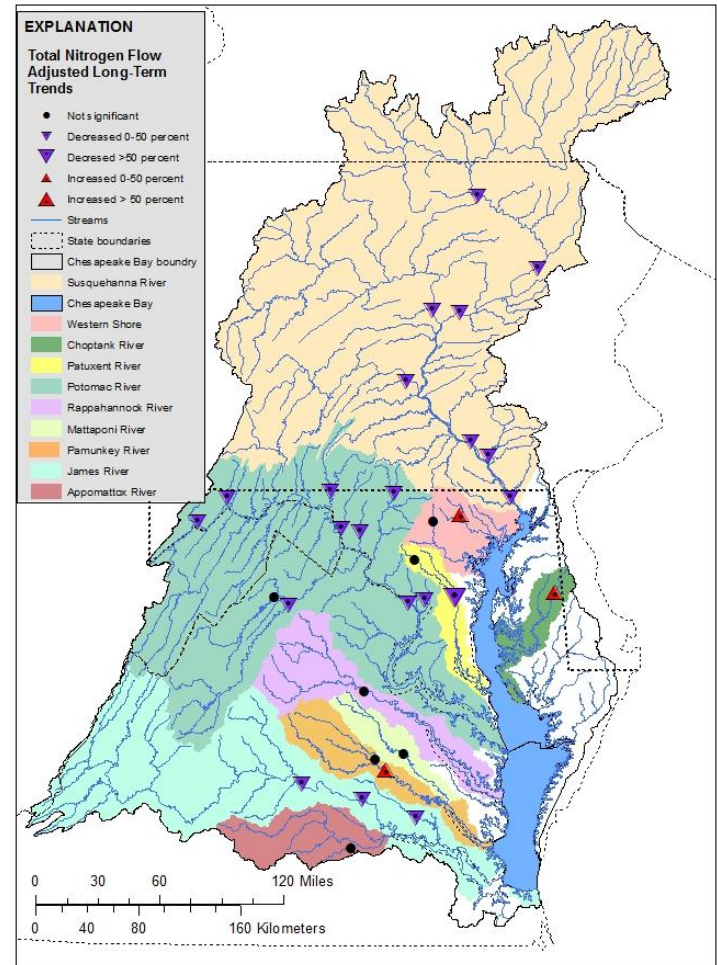 EXPLANATION
Total Nitrogen Flow
Adjusted Long-Term
Trends
Not significant
Decreased 0-50 percent
Decresed >50 percent
Increased 0-50 percent
Increased > 50 percent
Streams
State boundaries
Chesapeake Bay boundry
Susquehanna River
Chesapeake Bay
Western Shore
Choptank River
Patuxent River
Potomac River
Rappahannock River
Mattaponi River
Pamunkey River
James River
Appomattox River
0 30 60 120 Miles
0 40 80 160 Kilometers